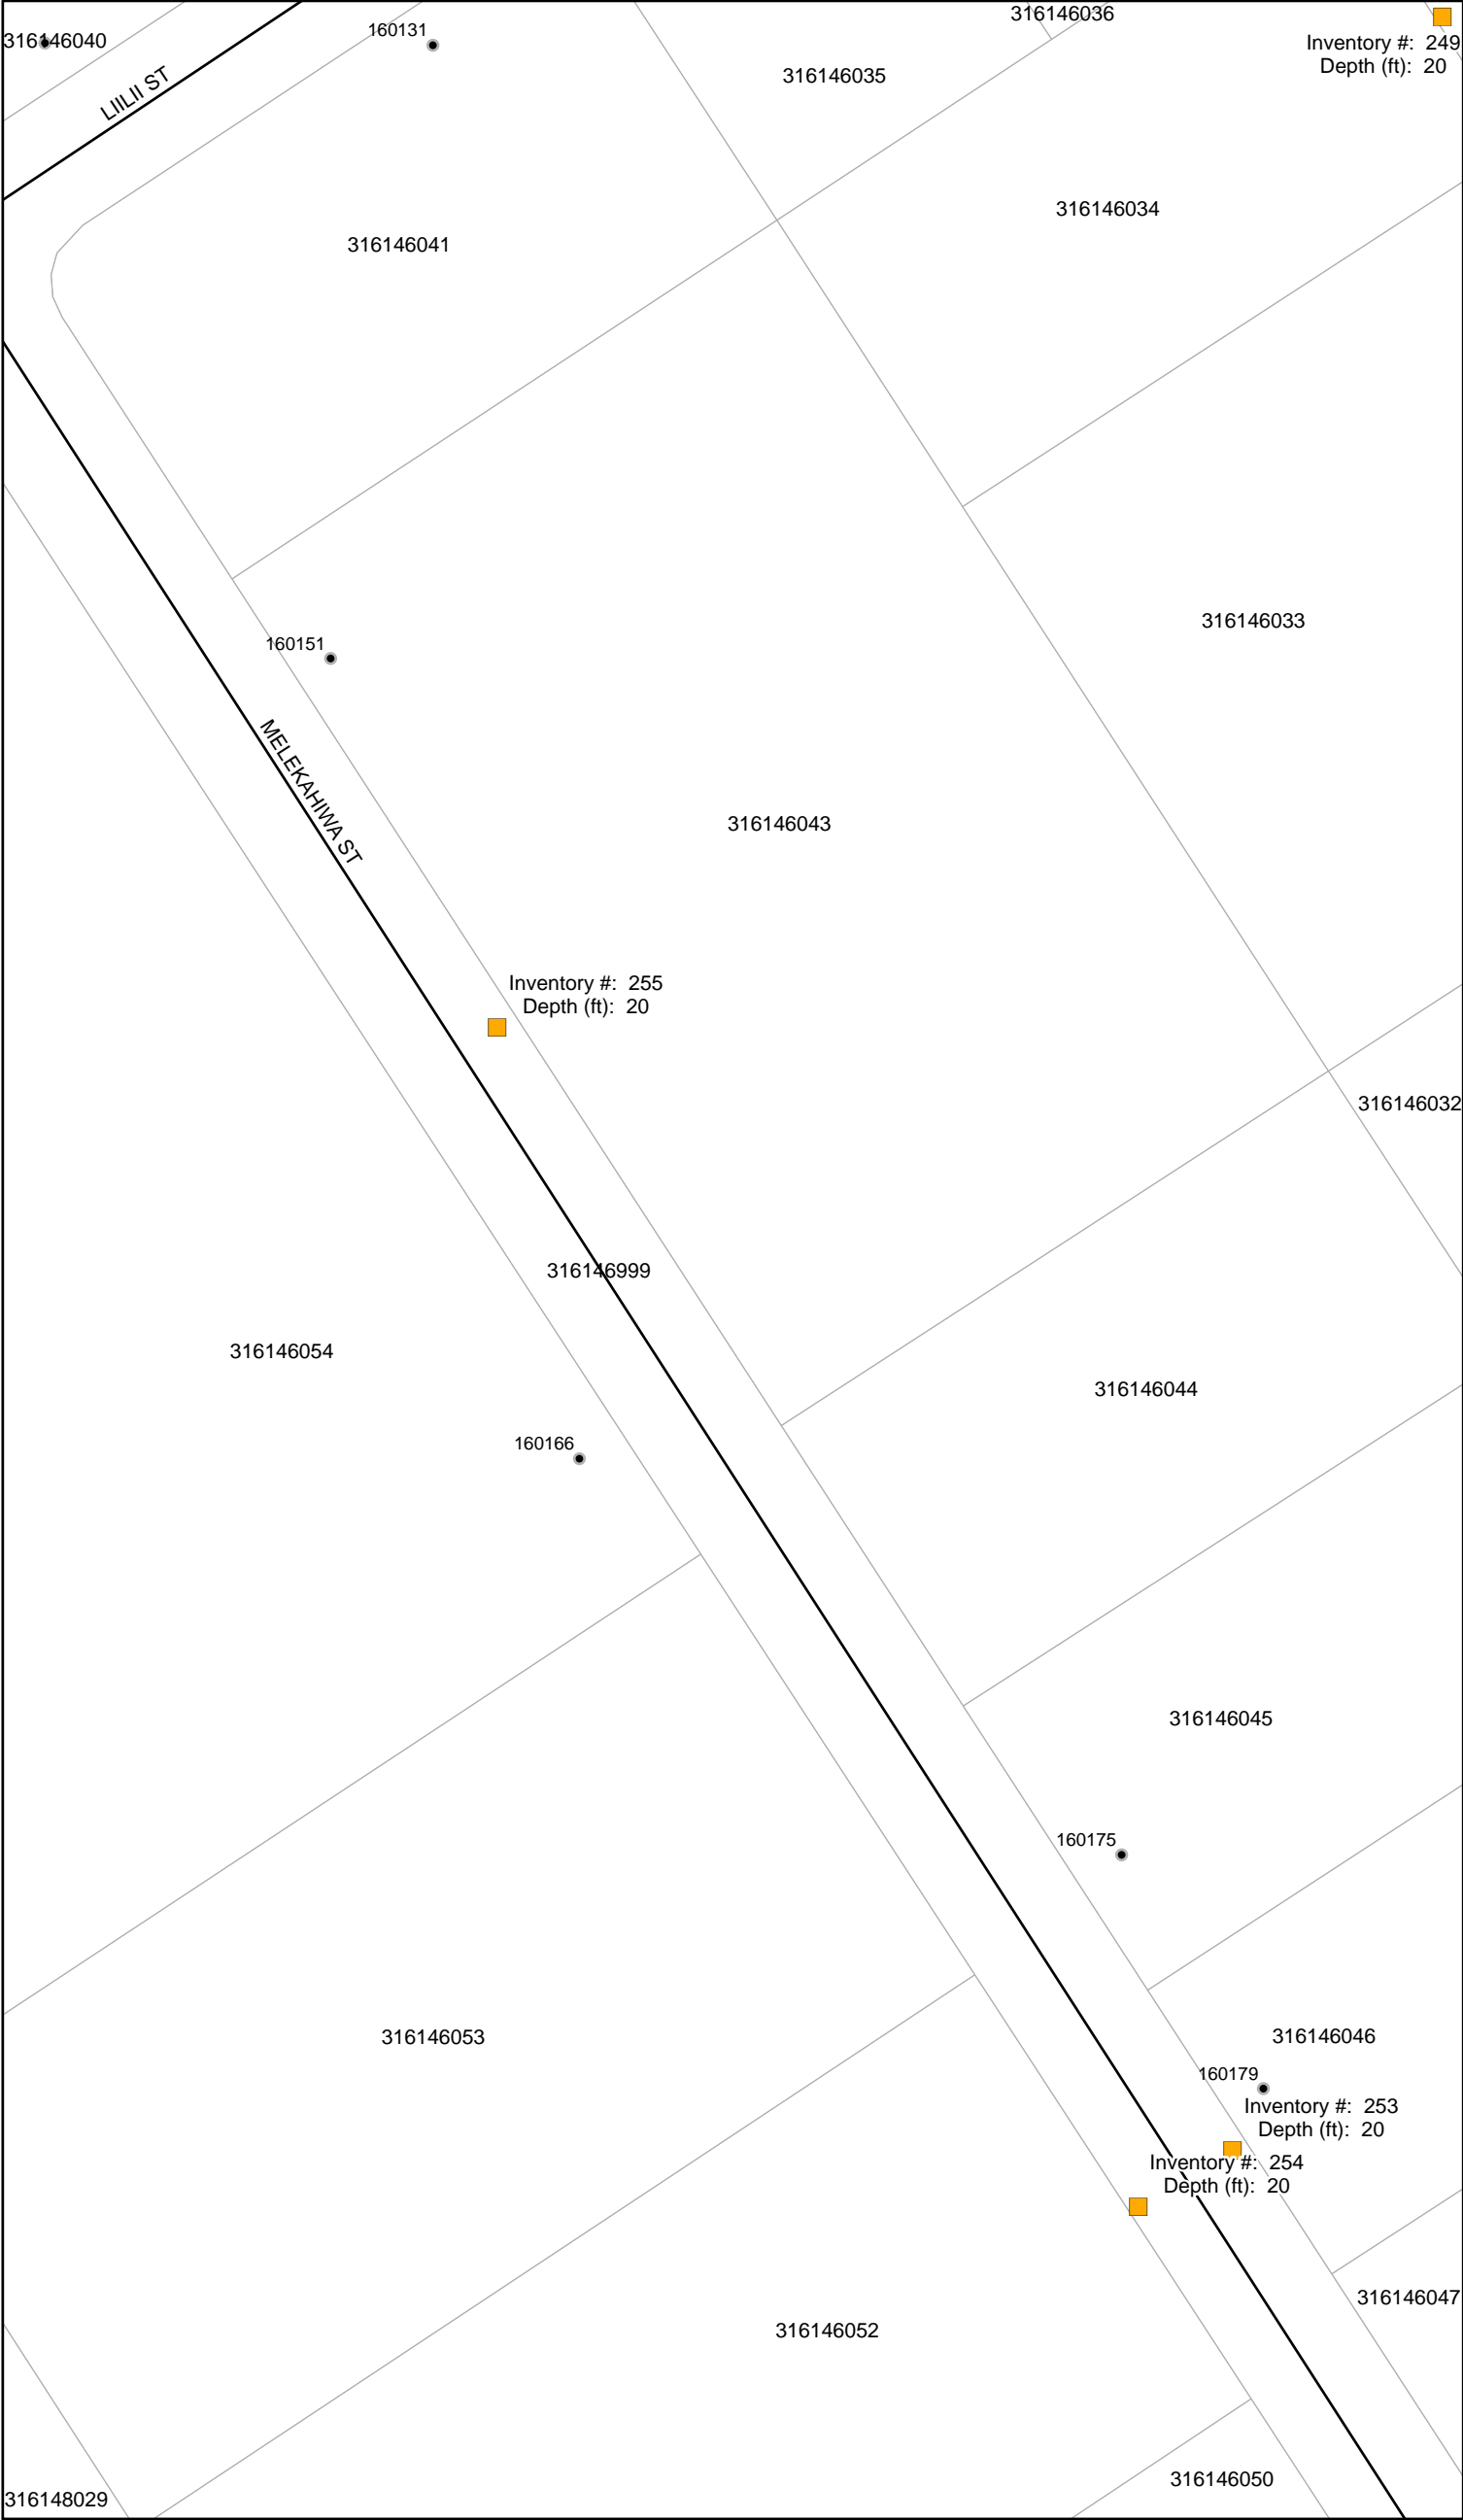 316146036
160131
316146040
Inventory #: 249
Depth (ft): 20
316146035
LIILII ST
316146034
316146041
316146033
160151
MELEKAHIWA ST
316146043
Inventory #: 255
Depth (ft): 20
316146032
316146999
316146054
316146044
160166
316146045
160175
316146053
316146046
160179
Inventory #: 253
Depth (ft): 20
Inventory #: 254
Depth (ft): 20
316146047
316146052
316146050
316148029